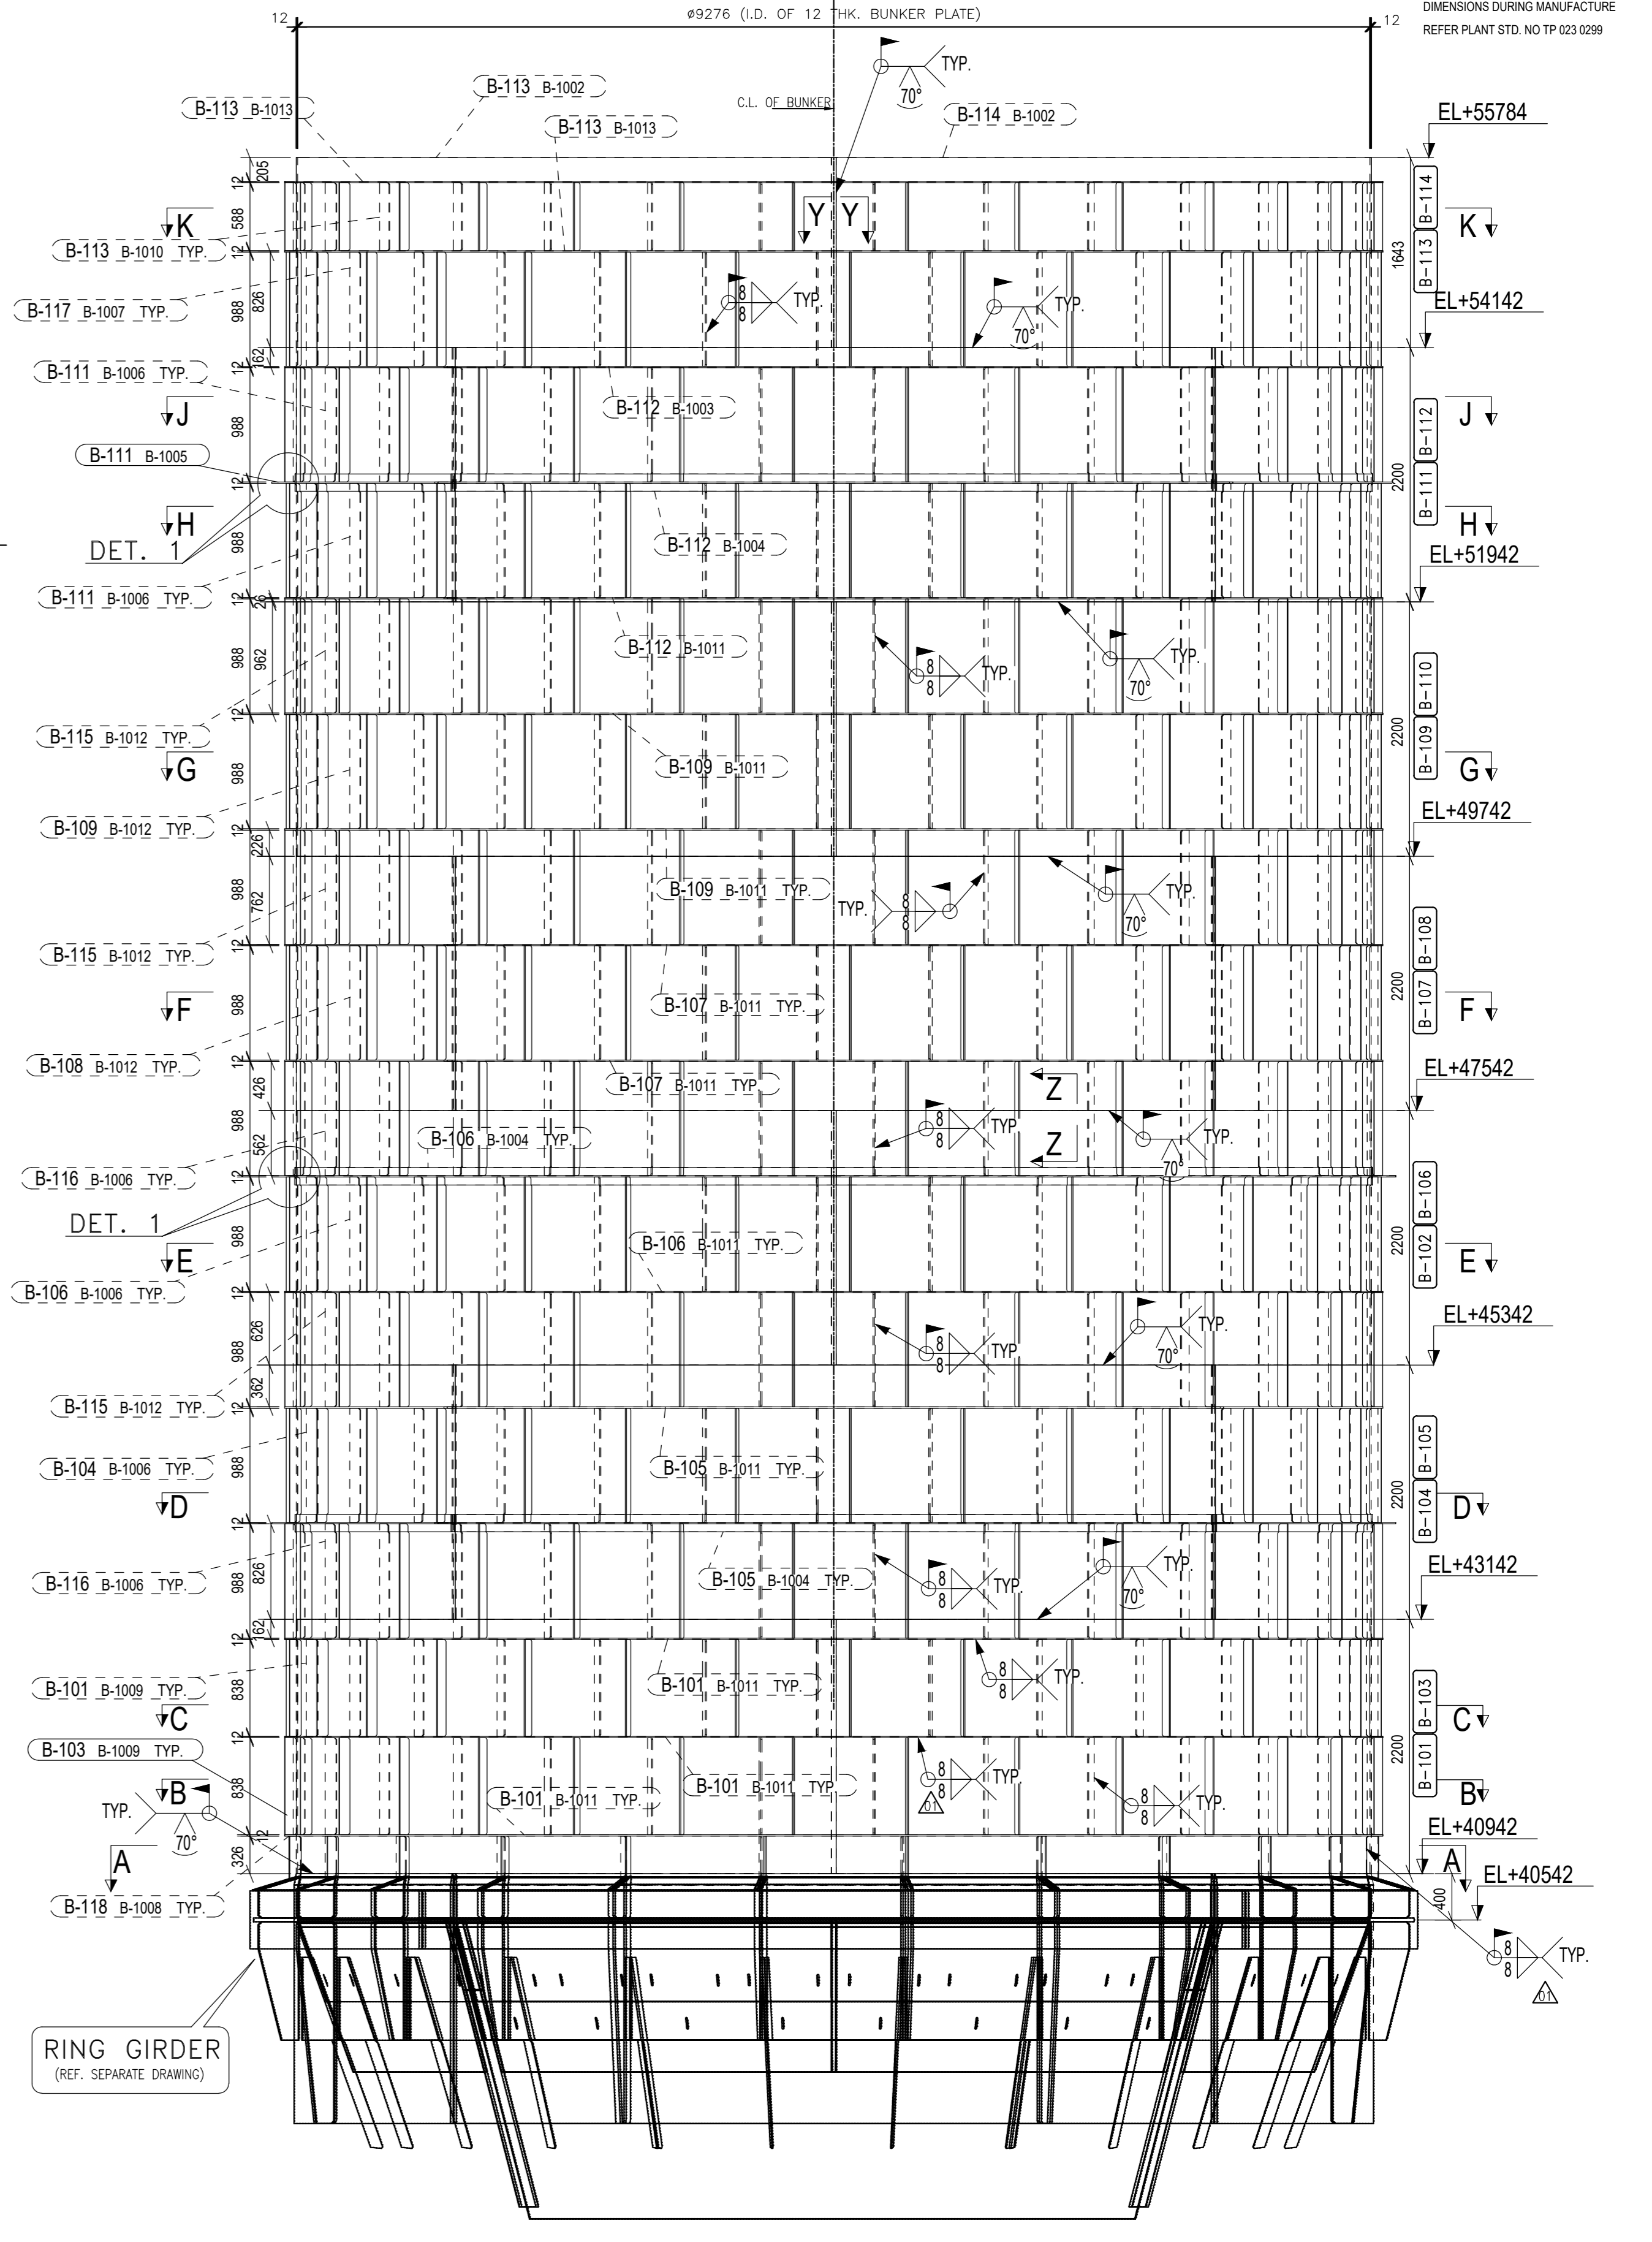 DIMENSIONS DURING MANUFACTURE
REFER PLANT STD. NO TP 023 0299
12
ø9276 (I.D. OF 12 THK. BUNKER PLATE)
12
TYP.
70°
C.L. OF BUNKER
B-113 B-1002
B-113 B-1013
B-113 B-1013
B-114 B-1002
EL+55784
205
12
588
K
Y Y
B-114
B-113
K
B-113 B-1010 TYP.
12
1643
B-117 B-1007 TYP.
988
826
8
8
TYP.
TYP.
70°
EL+54142
162
12
B-111 B-1006 TYP.
B-112 B-1003
J
988
B-112
B-111
J
B-111 B-1005
12
2200
H
988
DET. 1
B-112 B-1004
H
EL+51942
B-111 B-1006 TYP.
12
26
B-112 B-1011
988
962
8
8
TYP.
TYP.
70°
B-115 B-1012 TYP.
12
B-110
B-109
2200
G
988
B-109 B-1011
G
B-109 B-1012 TYP.
12
226
EL+49742
988
762
B-109 B-1011 TYP.
TYP.
8
8
TYP.
70°
B-115 B-1012 TYP.
12
B-108
B-107
2200
F
988
B-107 B-1011 TYP.
F
B-108 B-1012 TYP.
12
426
B-107 B-1011 TYP.
Z
EL+47542
988
562
B-106 B-1004 TYP.
8
8
TYP.
Z
TYP.
70°
B-116 B-1006 TYP.
12
DET. 1
B-106
B-102
2200
E
988
B-106 B-1011 TYP.
E
B-106 B-1006 TYP.
12
626
988
362
8
8
TYP.
TYP.
70°
EL+45342
B-115 B-1012 TYP.
12
B-104 B-1006 TYP.
988
B-105 B-1011 TYP.
B-105
B-104
2200
D
D
12
826
988
162
B-116 B-1006 TYP.
B-105 B-1004 TYP.
8
8
TYP.
TYP.
70°
EL+43142
12
B-101 B-1009 TYP.
838
B-101 B-1011 TYP.
8
8
TYP.
B-103
B-101
2200
C
C
B-103 B-1009 TYP.
12
B
TYP.
70°
838
B-101 B-1011 TYP.
B-101 B-1011 TYP.
8
8
TYP.
01
8
8
TYP.
B
12
326
EL+40942
A
A
EL+40542
400
B-118 B-1008 TYP.
8
8
TYP.
01
RING GIRDER
(REF. SEPARATE DRAWING)